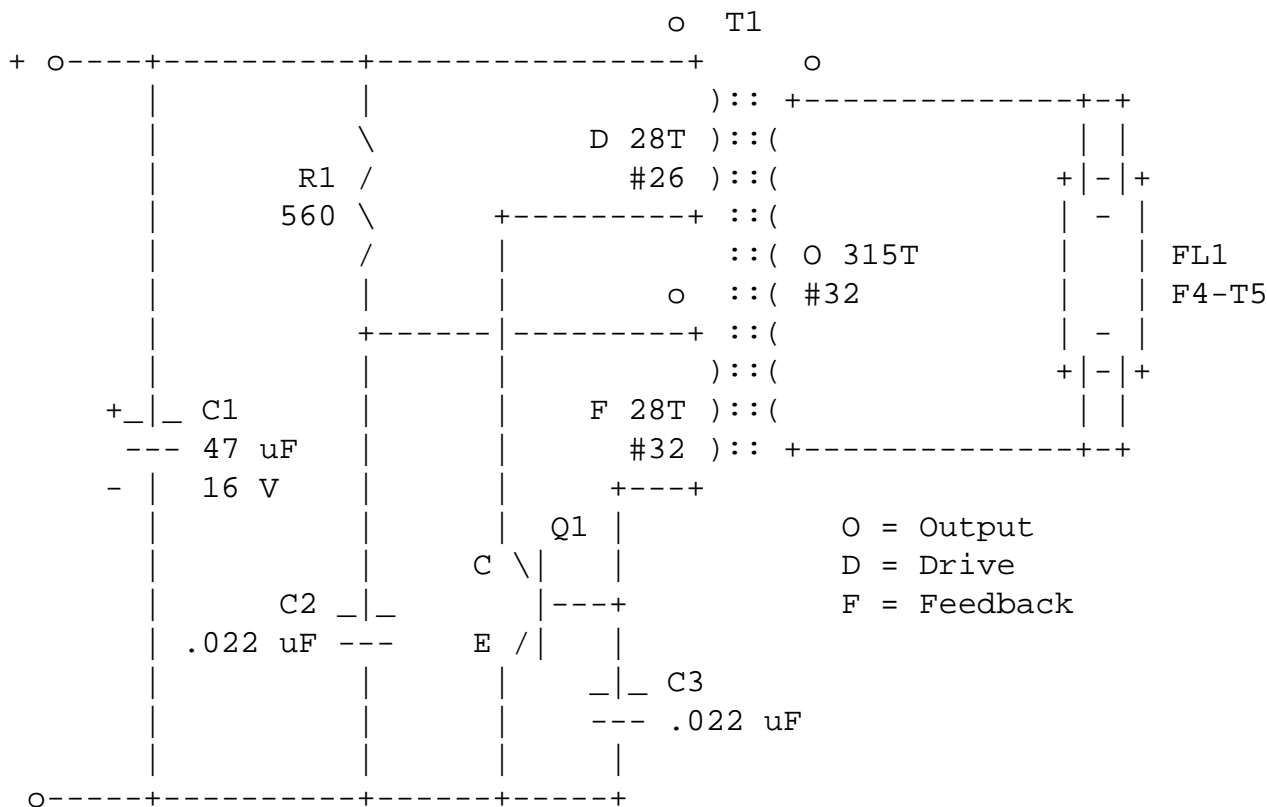 o T1
+ o----+----------+----------------+ o
| | ):: +--------------+-+
| \ D 28T )::( | |
| R1 / #26 )::( +|-|+
| 560 \ +---------+ ::( | - |
| / | ::( O 315T | | FL1
| | | o ::( #32 | | F4-T5
| +------|---------+ ::( | - |
| | | )::( +|-|+
+_|_ C1 | | F 28T )::( | |
--- 47 uF | | #32 ):: +--------------+-+
- | 16 V | | +---+
| | | Q1 | O = Output
| | C \| | D = Drive
| C2 _|_ |---+ F = Feedback
| .022 uF --- E /| |
| | | _|_ C3
| | | --- .022 uF
| | | |
o-----+----------+------+-----+